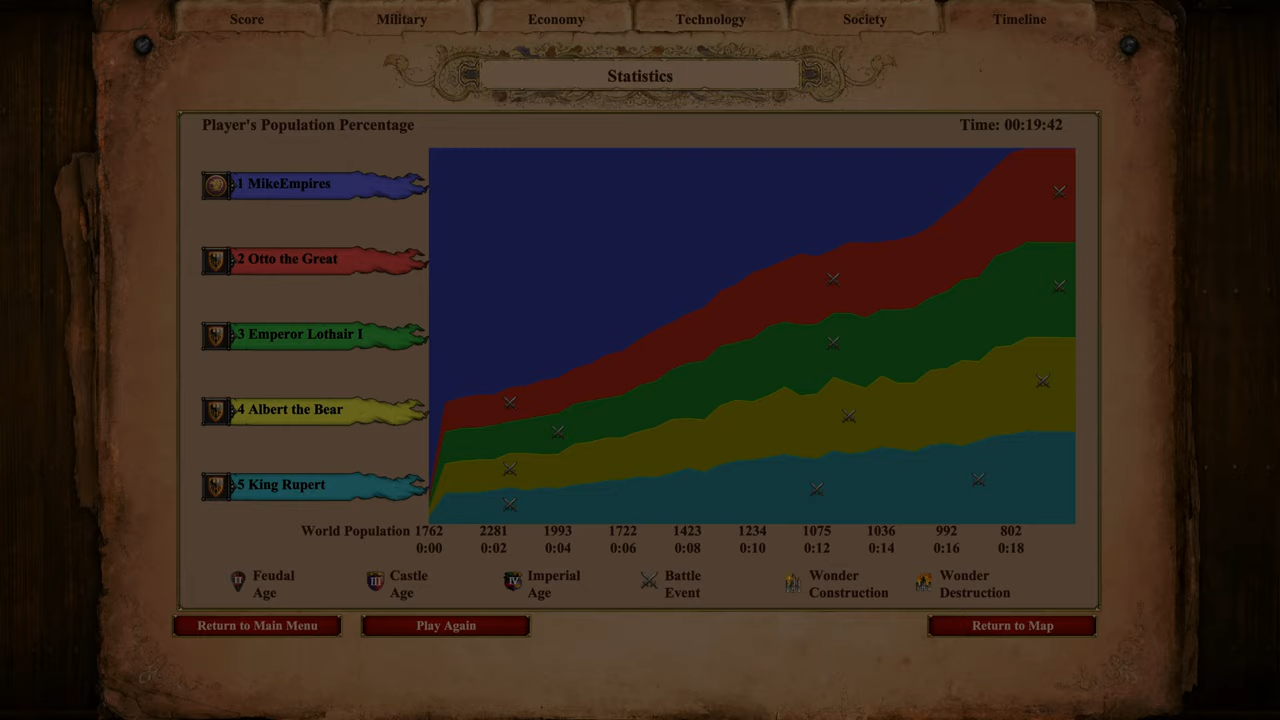 Score Military Economy Technology Society Timeline
Statistics
Player's Population Percentage Time: 00:19:42
1 MikeEmpires
2 Otto the Great
3 Emperor Lothair I
4 Albert the Bear
5 King Rupert
World Population 1762 2281 1993 1722 1423 1234 1075 1036 992 802
0:00 0:02 0:04 0:06 0:08 0:10 0:12 0:14 0:16 0:18
Feudal Castle Imperial Battle Wonder Wonder
Age Age Age Event Construction Destruction
Return to Main Menu Play Again Return to Map